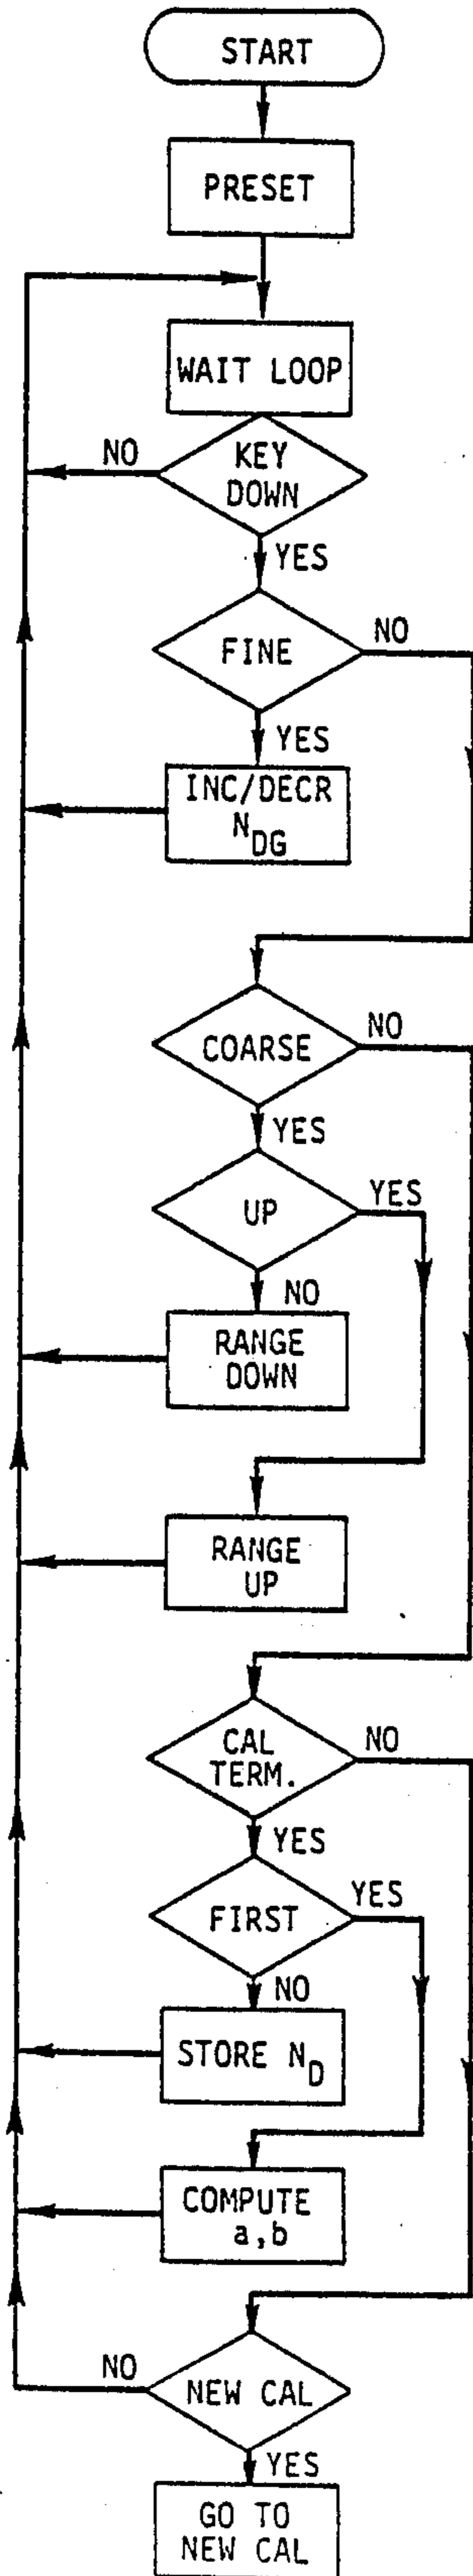 START
PRESET
WAIT LOOP
NO
KEY
DOWN
YES
FINE
NO
YES
INC/DECR
N_DG
COARSE
NO
YES
UP
YES
NO
RANGE
DOWN
RANGE
UP
CAL
TERM.
NO
YES
FIRST
YES
NO
STORE N_D
COMPUTE
a,b
NO
NEW CAL
YES
GO TO
NEW CAL